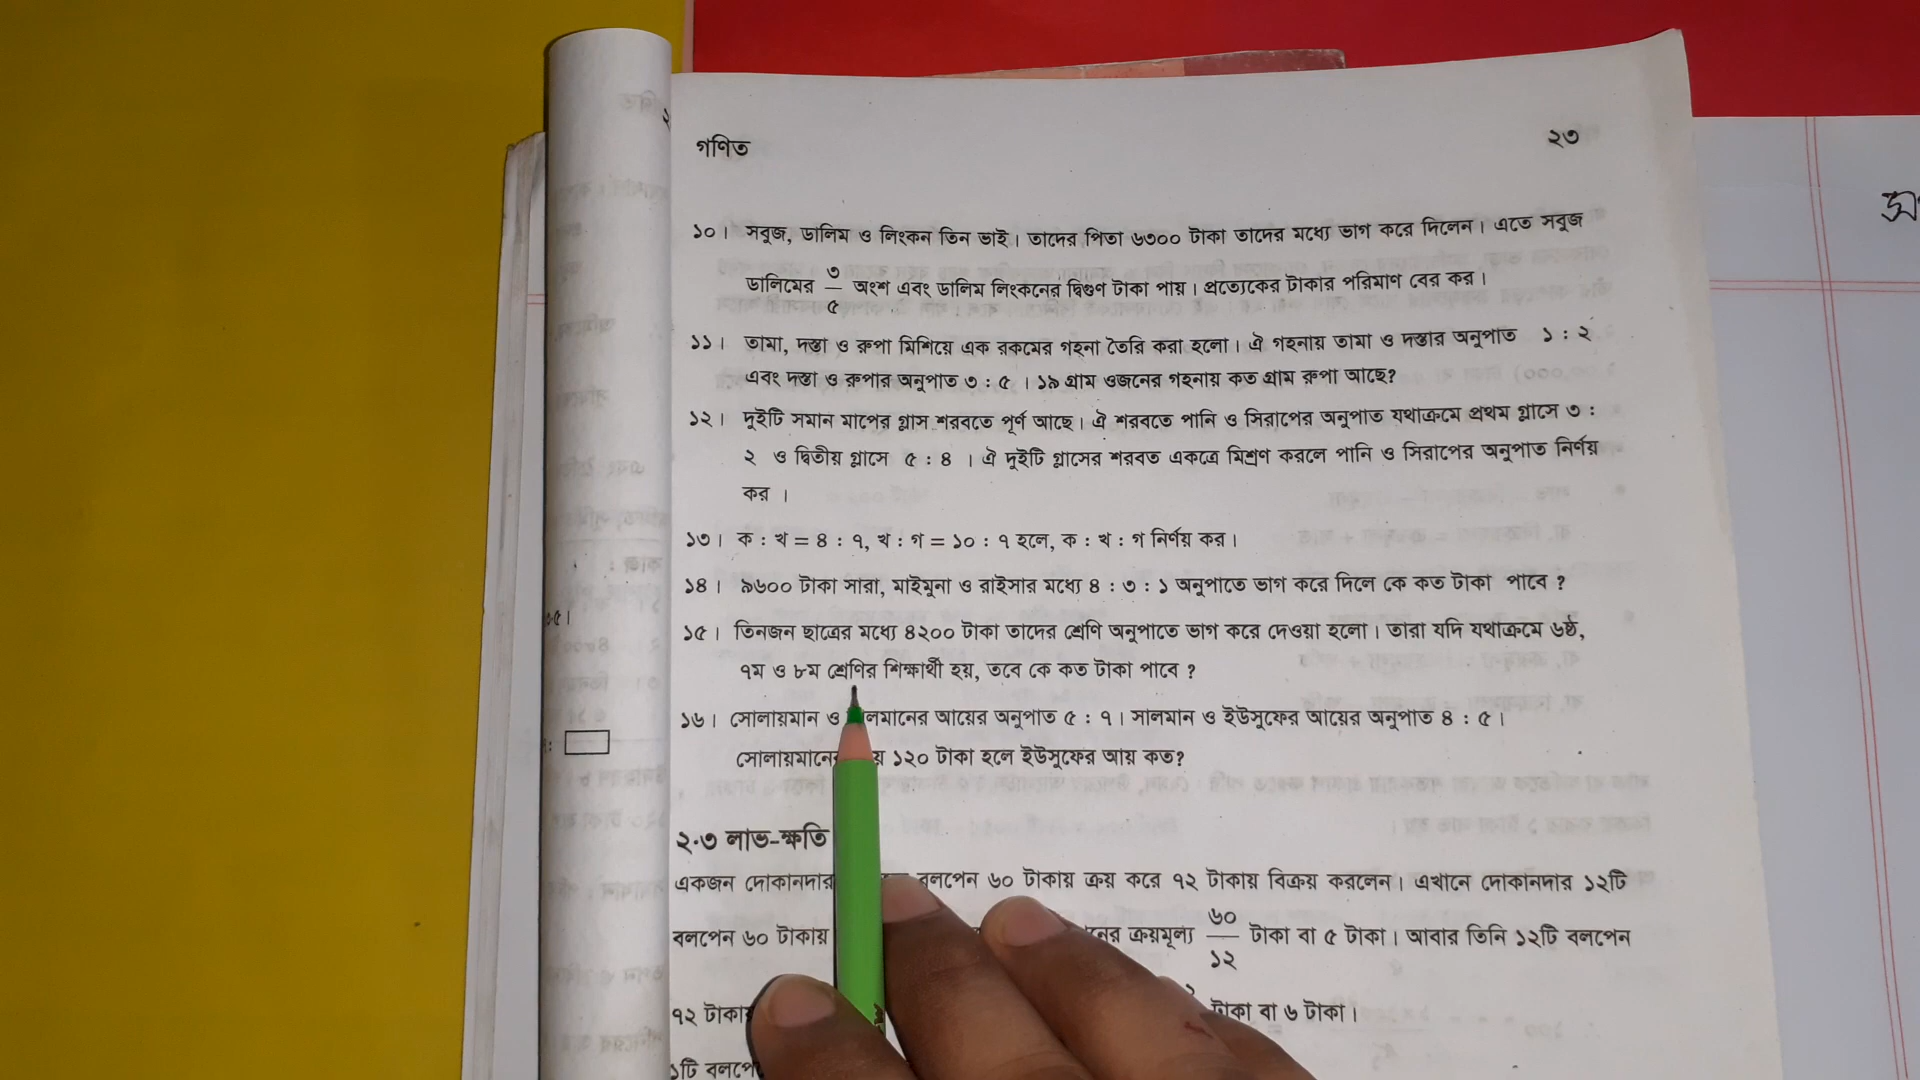 গণিত ২৩
১০। সবুজ, ডালিম ও লিংকন তিন ভাই। তাদের পিতা ৬৩০০ টাকা তাদের মধ্যে ভাগ করে দিলেন। এতে সবুজ
ডালিমের ৩/৫ অংশ এবং ডালিম লিংকনের দ্বিগুণ টাকা পায়। প্রত্যেকের টাকার পরিমাণ বের কর।
১১। তামা, দস্তা ও রুপা মিশিয়ে এক রকমের গহনা তৈরি করা হলো। ঐ গহনায় তামা ও দস্তার অনুপাত ১ : ২
এবং দস্তা ও রুপার অনুপাত ৩ : ৫ । ১৯ গ্রাম ওজনের গহনায় কত গ্রাম রুপা আছে?
১২। দুইটি সমান মাপের গ্লাস শরবতে পূর্ণ আছে। ঐ শরবতে পানি ও সিরাপের অনুপাত যথাক্রমে প্রথম গ্লাসে ৩ :
২ ও দ্বিতীয় গ্লাসে ৫ : ৪ । ঐ দুইটি গ্লাসের শরবত একত্রে মিশ্রণ করলে পানি ও সিরাপের অনুপাত নির্ণয়
কর ।
১৩। ক : খ = ৪ : ৭, খ : গ = ১০ : ৭ হলে, ক : খ : গ নির্ণয় কর।
১৪। ৯৬০০ টাকা সারা, মাইমুনা ও রাইসার মধ্যে ৪ : ৩ : ১ অনুপাতে ভাগ করে দিলে কে কত টাকা পাবে ?
১৫। তিনজন ছাত্রের মধ্যে ৪২০০ টাকা তাদের শ্রেণি অনুপাতে ভাগ করে দেওয়া হলো। তারা যদি যথাক্রমে ৬ষ্ঠ,
৭ম ও ৮ম শ্রেণির শিক্ষার্থী হয়, তবে কে কত টাকা পাবে ?
১৬। সোলায়মান ও লমানের আয়ের অনুপাত ৫ : ৭। সালমান ও ইউসুফের আয়ের অনুপাত ৪ : ৫।
সোলায়মানের য় ১২০ টাকা হলে ইউসুফের আয় কত?
২.৩ লাভ-ক্ষতি
একজন দোকানদার বলপেন ৬০ টাকায় ক্রয় করে ৭২ টাকায় বিক্রয় করলেন। এখানে দোকানদার ১২টি
বলপেন ৬০ টাকায় নের ক্রয়মূল্য ৬০/১২ টাকা বা ৫ টাকা। আবার তিনি ১২টি বলপেন
৭২ টাকায় টাকা বা ৬ টাকা।
১টি বলপে